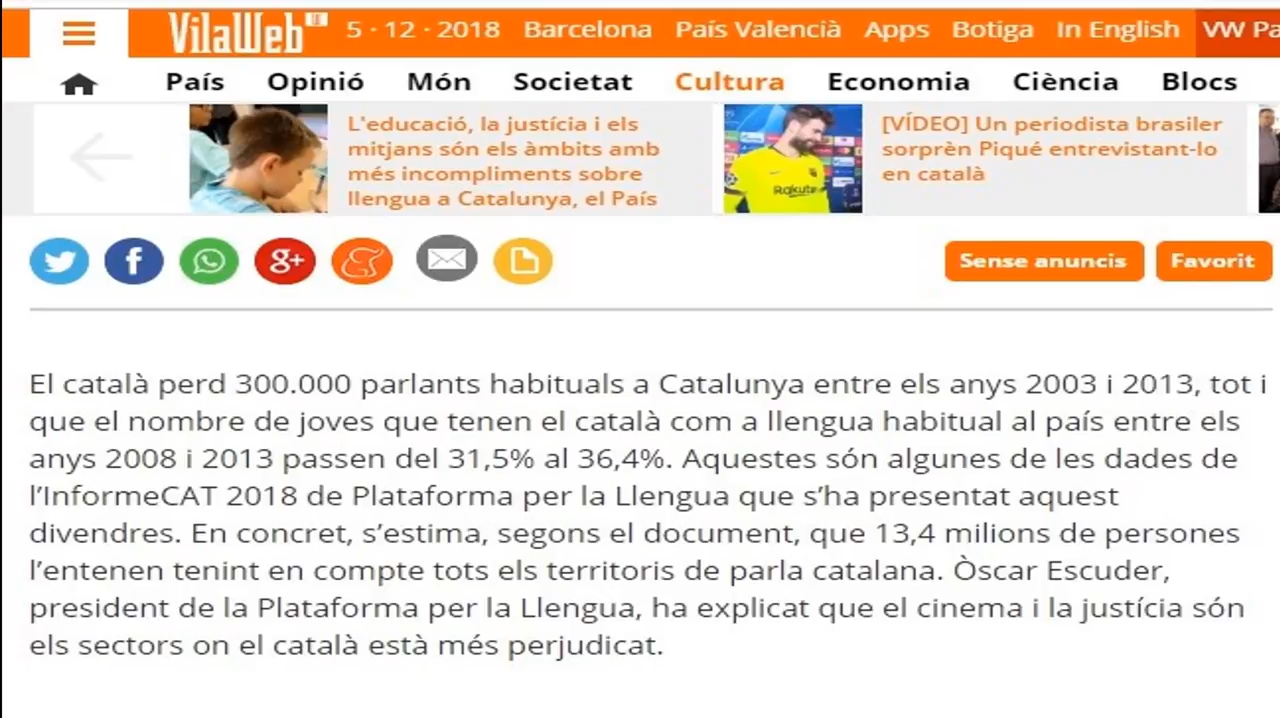 VilaWeb
5 · 12 · 2018 Barcelona País Valencià Apps Botiga In English VW Pa
País Opinió Món Societat Cultura Economia Ciència Blocs
L'educació, la justícia i els
mitjans són els àmbits amb
més incompliments sobre
llengua a Catalunya, el País
[VÍDEO] Un periodista brasiler
sorprèn Piqué entrevistant-lo
en català
Rakuten
g+
Sense anuncis
Favorit
El català perd 300.000 parlants habituals a Catalunya entre els anys 2003 i 2013, tot i
que el nombre de joves que tenen el català com a llengua habitual al país entre els
anys 2008 i 2013 passen del 31,5% al 36,4%. Aquestes són algunes de les dades de
l’InformeCAT 2018 de Plataforma per la Llengua que s’ha presentat aquest
divendres. En concret, s’estima, segons el document, que 13,4 milions de persones
l’entenen tenint en compte tots els territoris de parla catalana. Òscar Escuder,
president de la Plataforma per la Llengua, ha explicat que el cinema i la justícia són
els sectors on el català està més perjudicat.